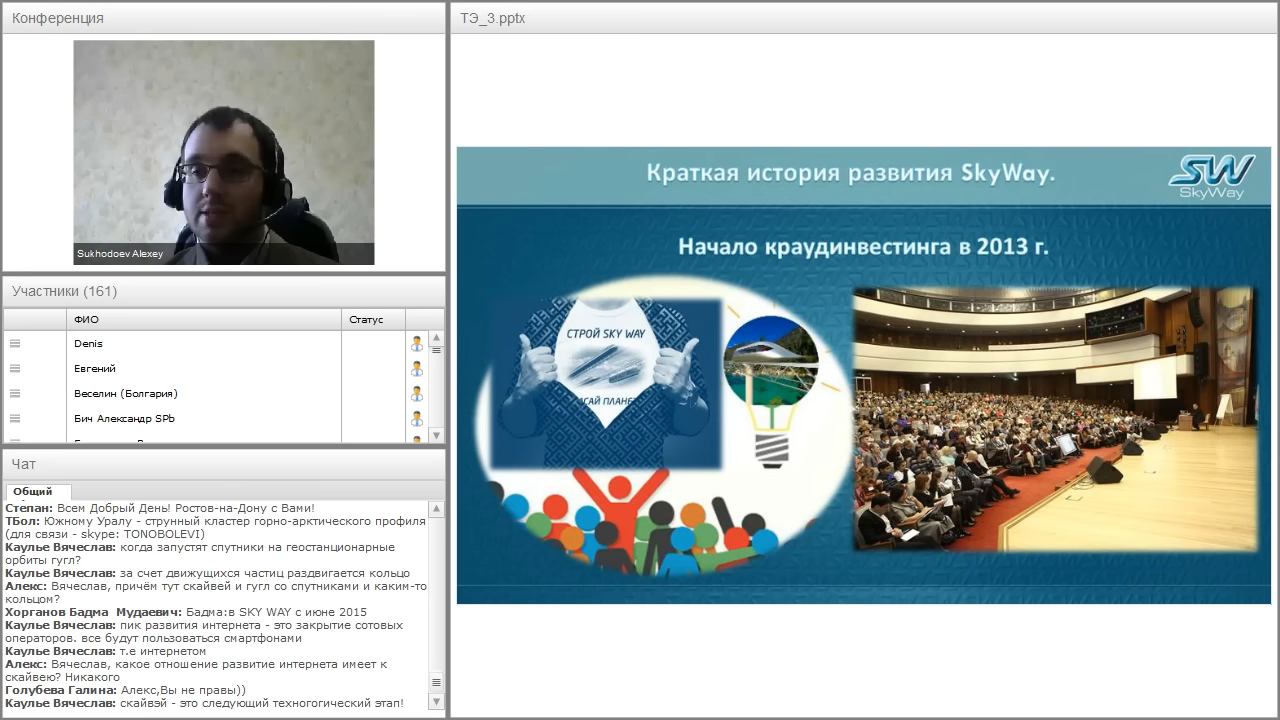 Конференция
Sukhodoev Alexey
Участники (161)
ФИО
Статус
Denis
Евгений
Веселин (Болгария)
Бич Александр SPb
Чат
Общий
Степан: Всем Добрый День! Ростов-на-Дону с Вами!
ТБол: Южному Уралу - струнный кластер горно-арктического профиля
(для связи - skype: TONOBOLEVI)
Каулье Вячеслав: когда запустят спутники на геостанционарные
орбиты гугл?
Каулье Вячеслав: за счет движущихся частиц раздвигается кольцо
Алекс: Вячеслав, причём тут скайвей и гугл со спутниками и каким-то
кольцом?
Хорганов Бадма Мудаевич: Бадма:в SKY WAY с июне 2015
Каулье Вячеслав: пик развития интернета - это закрытие сотовых
операторов. все будут пользоваться смартфонами
Каулье Вячеслав: т.е интернетом
Алекс: Вячеслав, какое отношение развитие интернета имеет к
скайвею? Никакого
Голубева Галина: Алекс,Вы не правы))
Каулье Вячеслав: скайвэй - это следующий техногогический этап!
ТЭ_3.pptx
Краткая история развития SkyWay.
SW
SkyWay
Начало краудинвестинга в 2013 г.
СТРОЙ SKY WAY
АСАЙ ПЛАНЕ